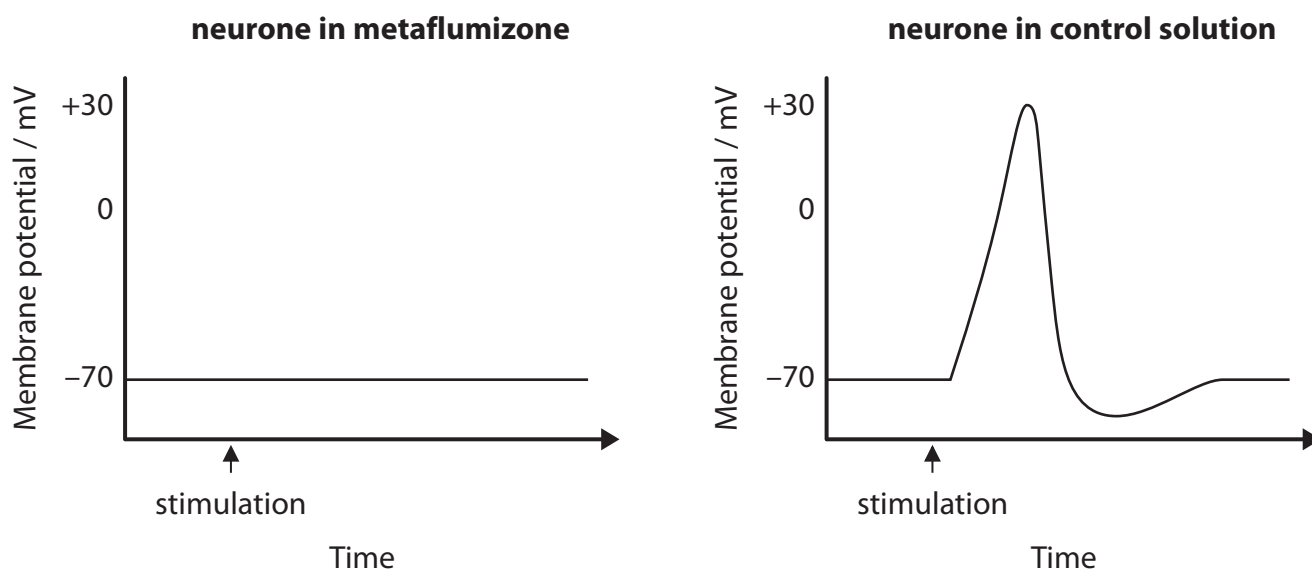 neurone in metaflumizone
Membrane potential / mV
+30
0
–70
stimulation
Time
neurone in control solution
Membrane potential / mV
+30
0
–70
stimulation
Time